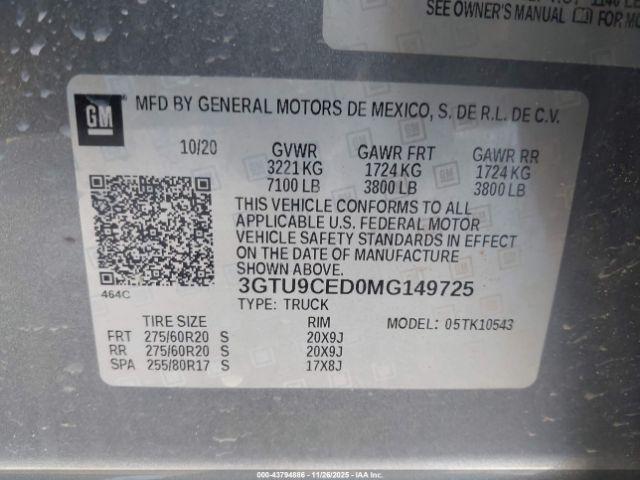 SEE OWNER'S MANUAL FOR
GM MFD BY GENERAL MOTORS DE MEXICO, S. DE R.L. DE C.V.
10/20 GVWR GAWR FRT GAWR RR
3221 KG 1724 KG 1724 KG
7100 LB 3800 LB 3800 LB
THIS VEHICLE CONFORMS TO ALL
APPLICABLE U.S. FEDERAL MOTOR
VEHICLE SAFETY STANDARDS IN EFFECT
ON THE DATE OF MANUFACTURE
SHOWN ABOVE.
464C
3GTU9CED0MG149725
TYPE: TRUCK
TIRE SIZE RIM MODEL: 05TK10543
FRT 275/60R20 S 20X9J
RR 275/60R20 S 20X9J
SPA 255/80R17 S 17X8J
000-43794886 - 11/26/2025 - IAAI.COM